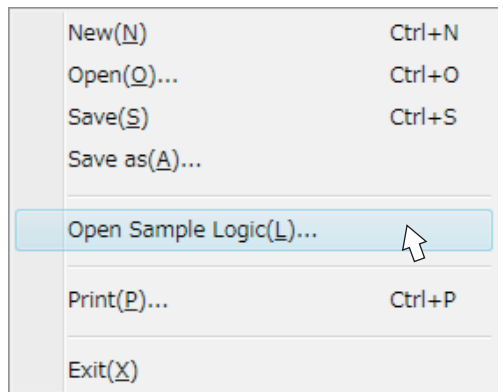 New(N) Ctrl+N
Open(O)... Ctrl+O
Save(S) Ctrl+S
Save as(A)...
Open Sample Logic(L)...
Print(P)... Ctrl+P
Exit(X)